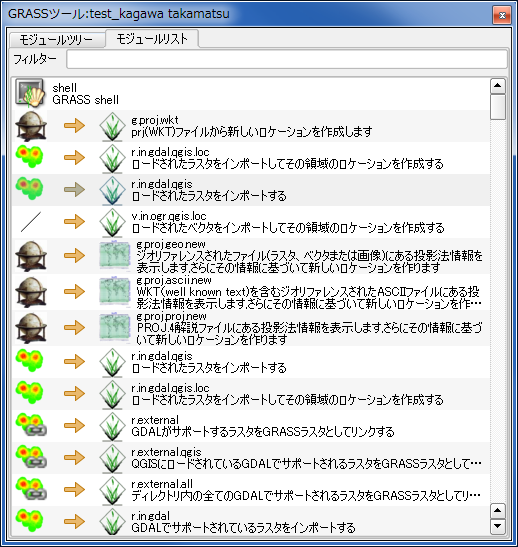 GRASSツール:test_kagawa takamatsu
モジュールツリー モジュールリスト
フィルター
shell
GRASS shell
g.proj.wkt
prj(WKT)ファイルから新しいロケーションを作成します
r.in.gdal.qgis.loc
ロードされたラスタをインポートしてその領域のロケーションを作成する
r.in.gdal.qgis
ロードされたラスタをインポートする
v.in.ogr.qgis.loc
ロードされたベクタをインポートしてその領域のロケーションを作成する
g.proj.geo.new
ジオリファレンスされたファイル(ラスタ、ベクタまたは画像)にある投影法情報を
表示します,さらにその情報に基づいて新しいロケーションを作ります
g.proj.ascii.new
WKT(well known text)を含むジオリファレンスされたASCIIファイルにある投
影法情報を表示します,さらにその情報に基づいて新しいロケーションを作…
g.proj.proj.new
PROJ.4解説ファイルにある投影法情報を表示します,さらにその情報に基づ
いて新しいロケーションを作ります
r.in.gdal.qgis
ロードされたラスタをインポートする
r.in.gdal.qgis.loc
ロードされたラスタをインポートしてその領域のロケーションを作成する
r.external
GDALがサポートするラスタをGRASSラスタとしてリンクする
r.external.qgis
QGISにロードされているGDALでサポートされるラスタをGRASSラスタとして…
r.external.all
ディレクトリ内の全てのGDALでサポートされるラスタをGRASSラスタとしてリ…
r.in.gdal
GDALでサポートされているラスタをインポートする